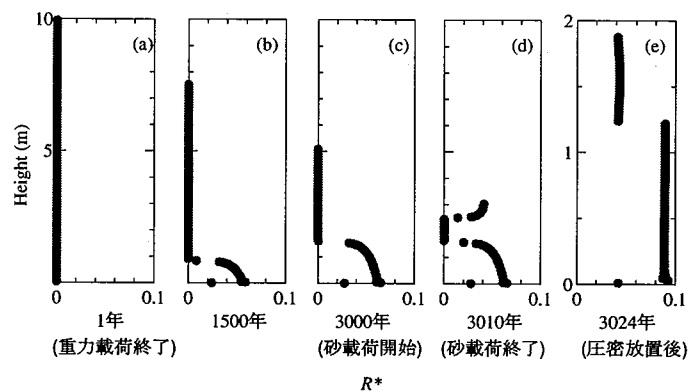 10
5
0
Height (m)
(a)
(b)
(c)
(d)
(e)
2
1
0
0 0.1
0 0.1
0 0.1
0 0.1
0 0.1
1年
(重力載荷終了)
1500年
3000年
(砂載荷開始)
3010年
(砂載荷終了)
3024年
(圧密放置後)
R*